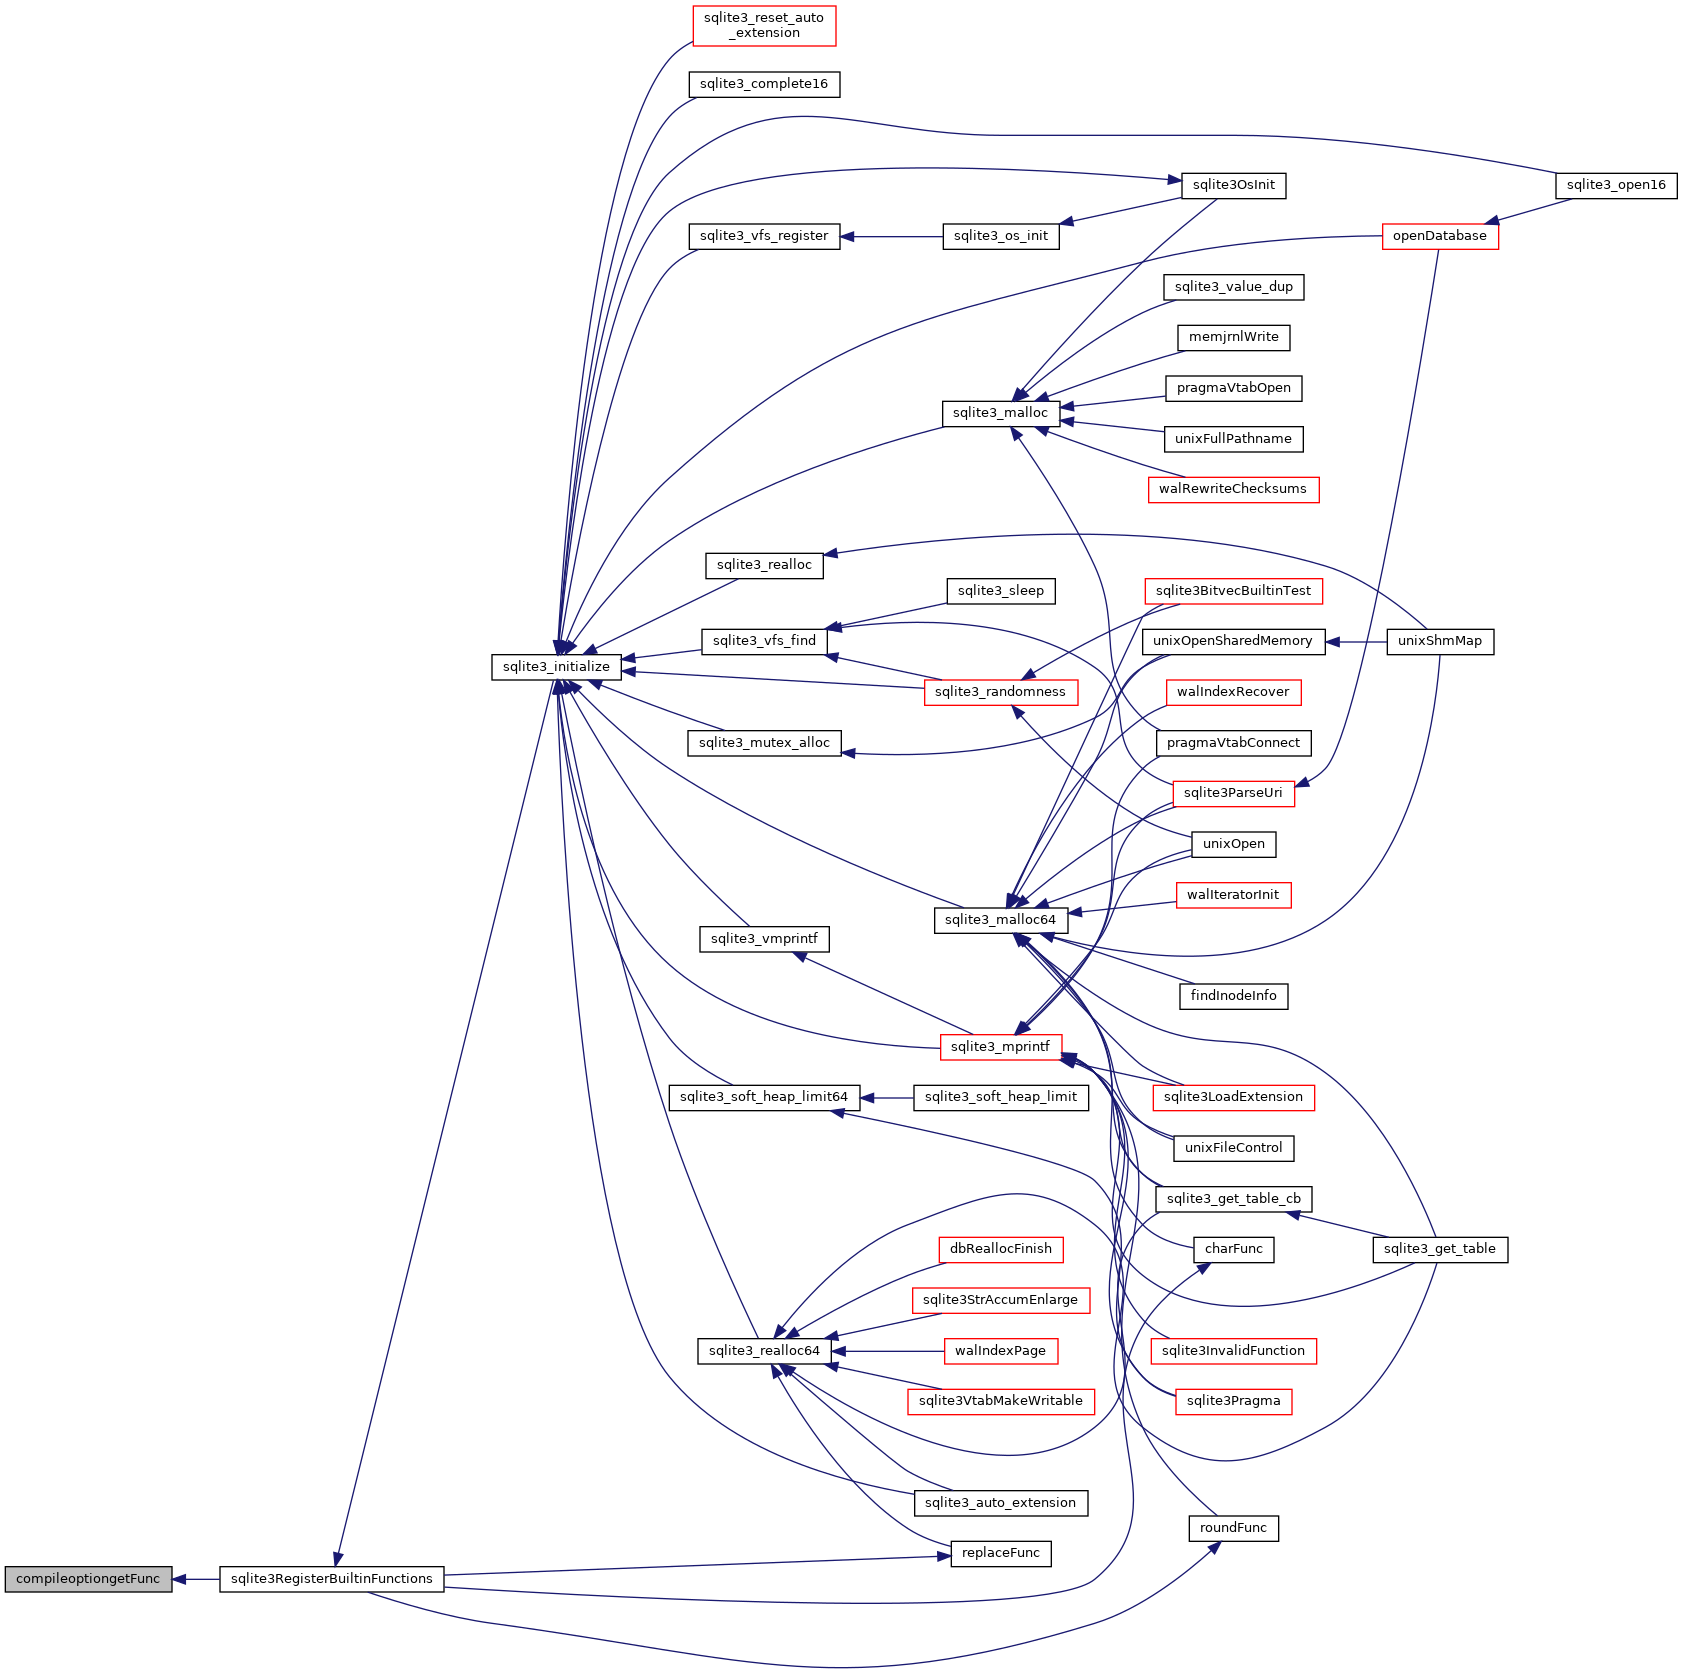 sqlite3_reset_auto
_extension
sqlite3_complete16
sqlite3OsInit
sqlite3_open16
sqlite3_vfs_register
sqlite3_os_init
openDatabase
sqlite3_value_dup
memjrnlWrite
pragmaVtabOpen
sqlite3_malloc
unixFullPathname
walRewriteChecksums
sqlite3_realloc
sqlite3_sleep
sqlite3BitvecBuiltinTest
sqlite3_vfs_find
unixOpenSharedMemory
unixShmMap
sqlite3_initialize
sqlite3_randomness
walIndexRecover
sqlite3_mutex_alloc
pragmaVtabConnect
sqlite3ParseUri
unixOpen
walIteratorInit
sqlite3_malloc64
sqlite3_vmprintf
findInodeInfo
sqlite3_mprintf
sqlite3_soft_heap_limit64
sqlite3_soft_heap_limit
sqlite3LoadExtension
unixFileControl
sqlite3_get_table_cb
dbReallocFinish
charFunc
sqlite3_get_table
sqlite3StrAccumEnlarge
sqlite3_realloc64
walIndexPage
sqlite3InvalidFunction
sqlite3VtabMakeWritable
sqlite3Pragma
sqlite3_auto_extension
roundFunc
replaceFunc
compileoptiongetFunc
sqlite3RegisterBuiltinFunctions